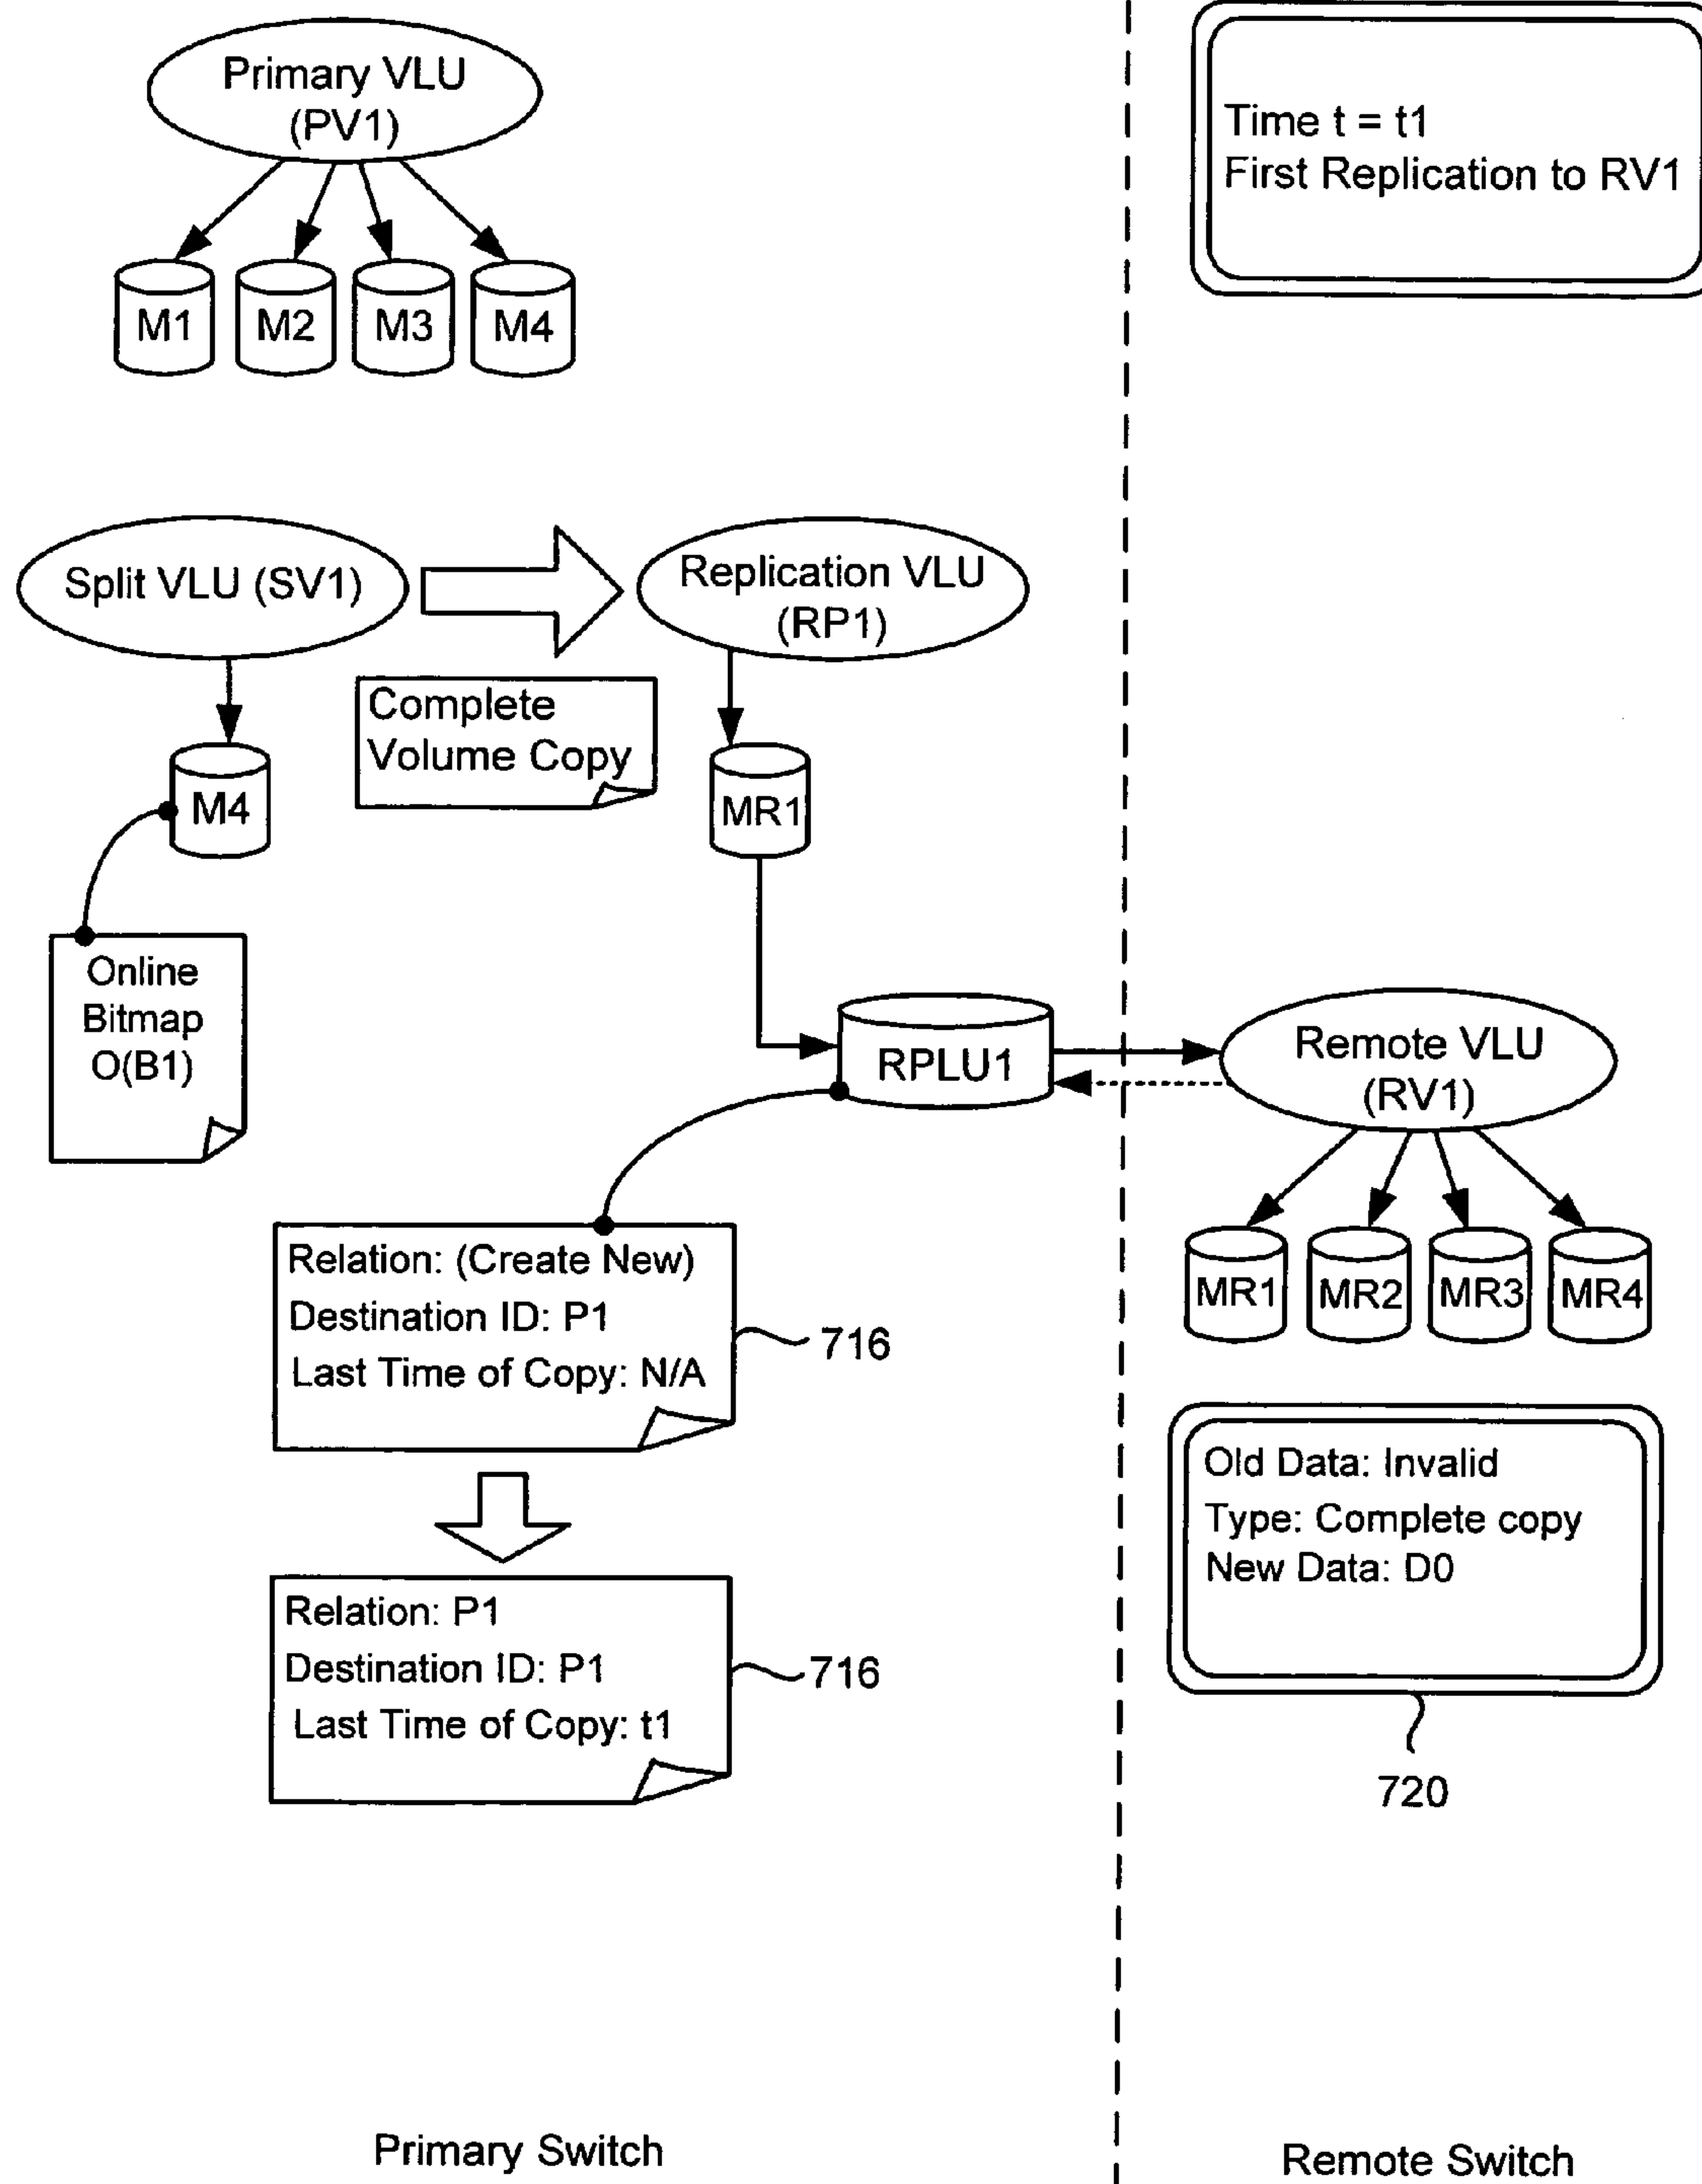 Primary VLU
(PV1)
M1
M2
M3
M4
Time t = t1
First Replication to RV1
Split VLU (SV1)
Replication VLU
(RP1)
Complete
Volume Copy
M4
MR1
Online
Bitmap
O(B1)
RPLU1
Remote VLU
(RV1)
MR1
MR2
MR3
MR4
Relation: (Create New)
Destination ID: P1
Last Time of Copy: N/A
716
Old Data: Invalid
Type: Complete copy
New Data: D0
720
Relation: P1
Destination ID: P1
Last Time of Copy: t1
716
Primary Switch
Remote Switch